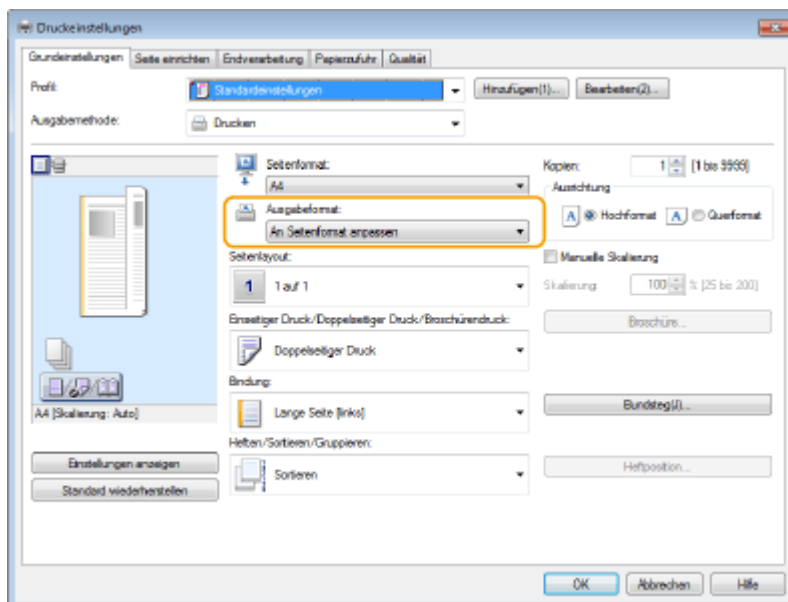 Druckeinstellungen
Grundeinstellungen Seite einrichten Endverarbeitung Papierzufuhr Qualität
Profil: Standardeinstellungen Hinzufügen(1)... Bearbeiten(2)...
Ausgabemethode: Drucken
Seitenformat:
A4
Kopien: 1 [1 bis 9999]
Ausrichtung
Ausgabeformat:
A Hochformat A Querformat
An Seitenformat anpassen
Seitenlayout:
Manuelle Skalierung
1 1 auf 1
Skalierung: 100 % [25 bis 200]
Einseitiger Druck/Doppelseitiger Druck/Broschürendruck:
Broschüre...
Doppelseitiger Druck
Bindung:
A4 [Skalierung: Auto]
Lange Seite [links]
Bundsteg(J)...
Heften/Sortieren/Gruppieren:
Einstellungen anzeigen
Sortieren
Heftposition...
Standard wiederherstellen
OK Abbrechen Hilfe